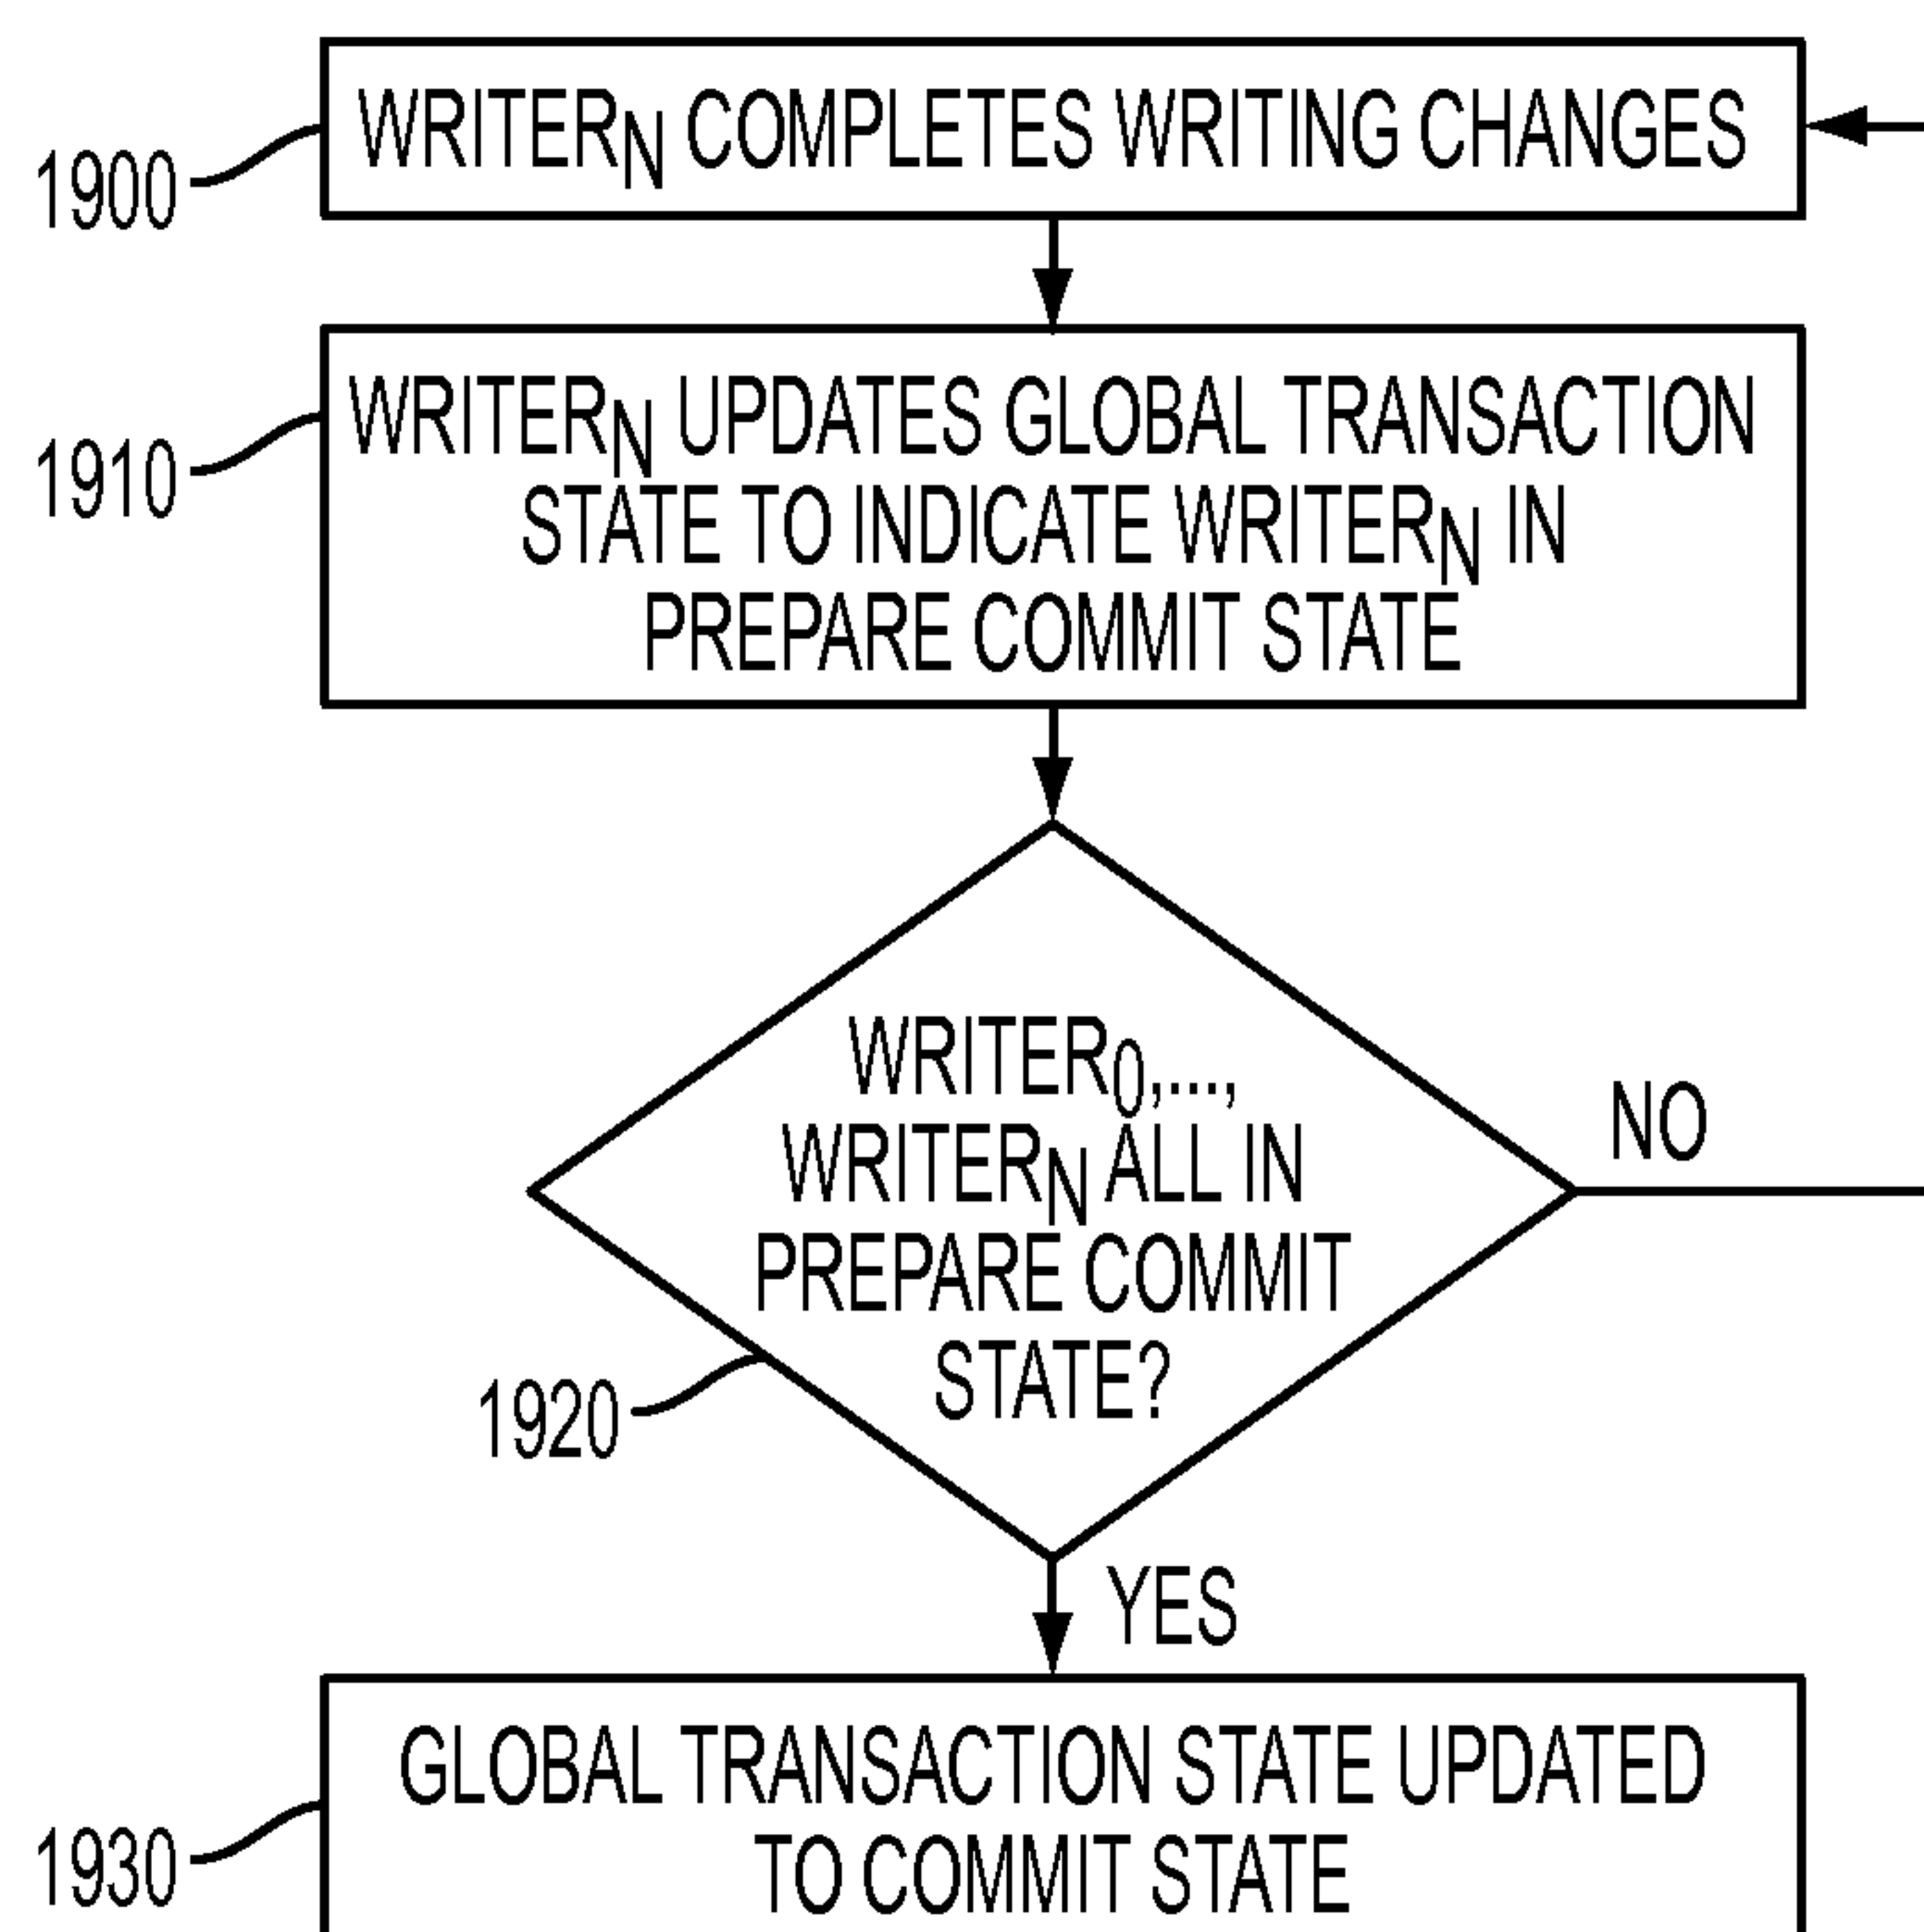 WRITERN COMPLETES WRITING CHANGES
1900
WRITERN UPDATES GLOBAL TRANSACTION
STATE TO INDICATE WRITERN IN
PREPARE COMMIT STATE
1910
WRITER0,...,
WRITERN ALL IN
PREPARE COMMIT
STATE?
NO
1920
YES
GLOBAL TRANSACTION STATE UPDATED
TO COMMIT STATE
1930